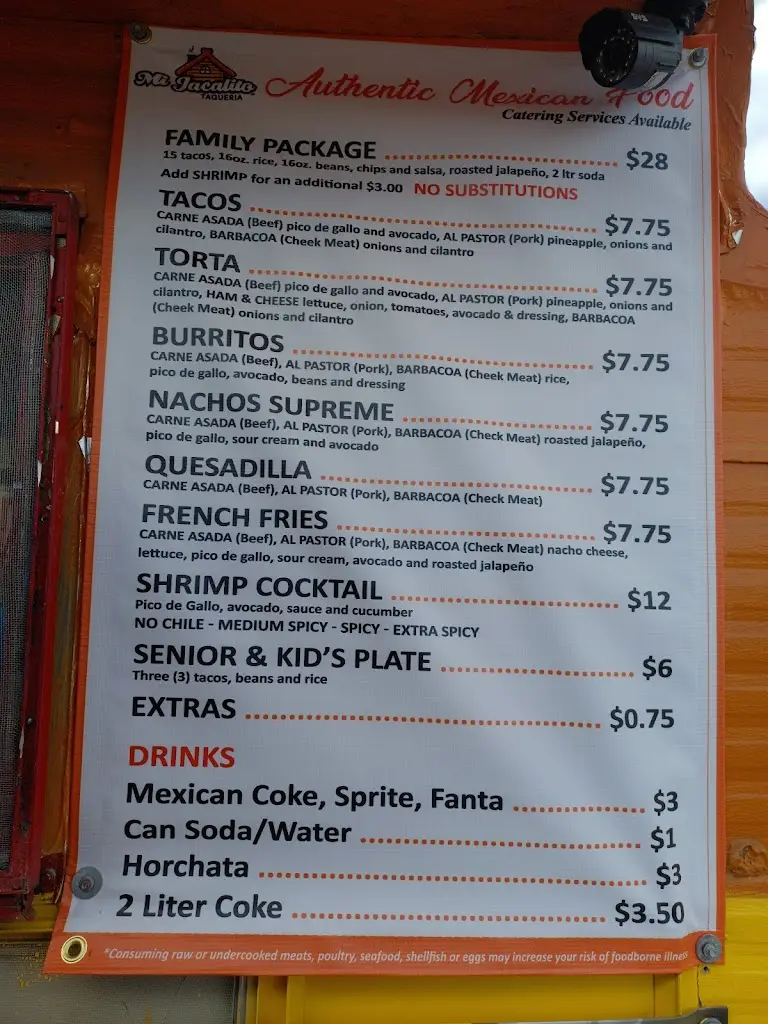 Mi Jacalito
TAQUERIA
Authentic Mexican Food
Catering Services Available
FAMILY PACKAGE ........ $28
15 tacos, 16oz. rice, 16oz. beans, chips and salsa, roasted jalapeño, 2 ltr soda
Add SHRIMP for an additional $3.00 NO SUBSTITUTIONS
TACOS ........ $7.75
CARNE ASADA (Beef) pico de gallo and avocado, AL PASTOR (Pork) pineapple, onions and
cilantro, BARBACOA (Cheek Meat) onions and cilantro
TORTA ........ $7.75
CARNE ASADA (Beef) pico de gallo and avocado, AL PASTOR (Pork) pineapple, onions and
cilantro, HAM & CHEESE lettuce, onion, tomatoes, avocado & dressing, BARBACOA
(Cheek Meat) onions and cilantro
BURRITOS ........ $7.75
CARNE ASADA (Beef), AL PASTOR (Pork), BARBACOA (Cheek Meat) rice,
pico de gallo, avocado, beans and dressing
NACHOS SUPREME ........ $7.75
CARNE ASADA (Beef), AL PASTOR (Pork), BARBACOA (Check Meat) roasted jalapeño,
pico de gallo, sour cream and avocado
QUESADILLA ........ $7.75
CARNE ASADA (Beef), AL PASTOR (Pork), BARBACOA (Check Meat)
FRENCH FRIES ........ $7.75
CARNE ASADA (Beef), AL PASTOR (Pork), BARBACOA (Check Meat) nacho cheese,
lettuce, pico de gallo, sour cream, avocado and roasted jalapeño
SHRIMP COCKTAIL ........ $12
Pico de Gallo, avocado, sauce and cucumber
NO CHILE - MEDIUM SPICY - SPICY - EXTRA SPICY
SENIOR & KID'S PLATE ........ $6
Three (3) tacos, beans and rice
EXTRAS ........ $0.75
DRINKS
Mexican Coke, Sprite, Fanta ........ $3
Can Soda/Water ........ $1
Horchata ........ $3
2 Liter Coke ........ $3.50
*Consuming raw or undercooked meats, poultry, seafood, shellfish or eggs may increase your risk of foodborne illness